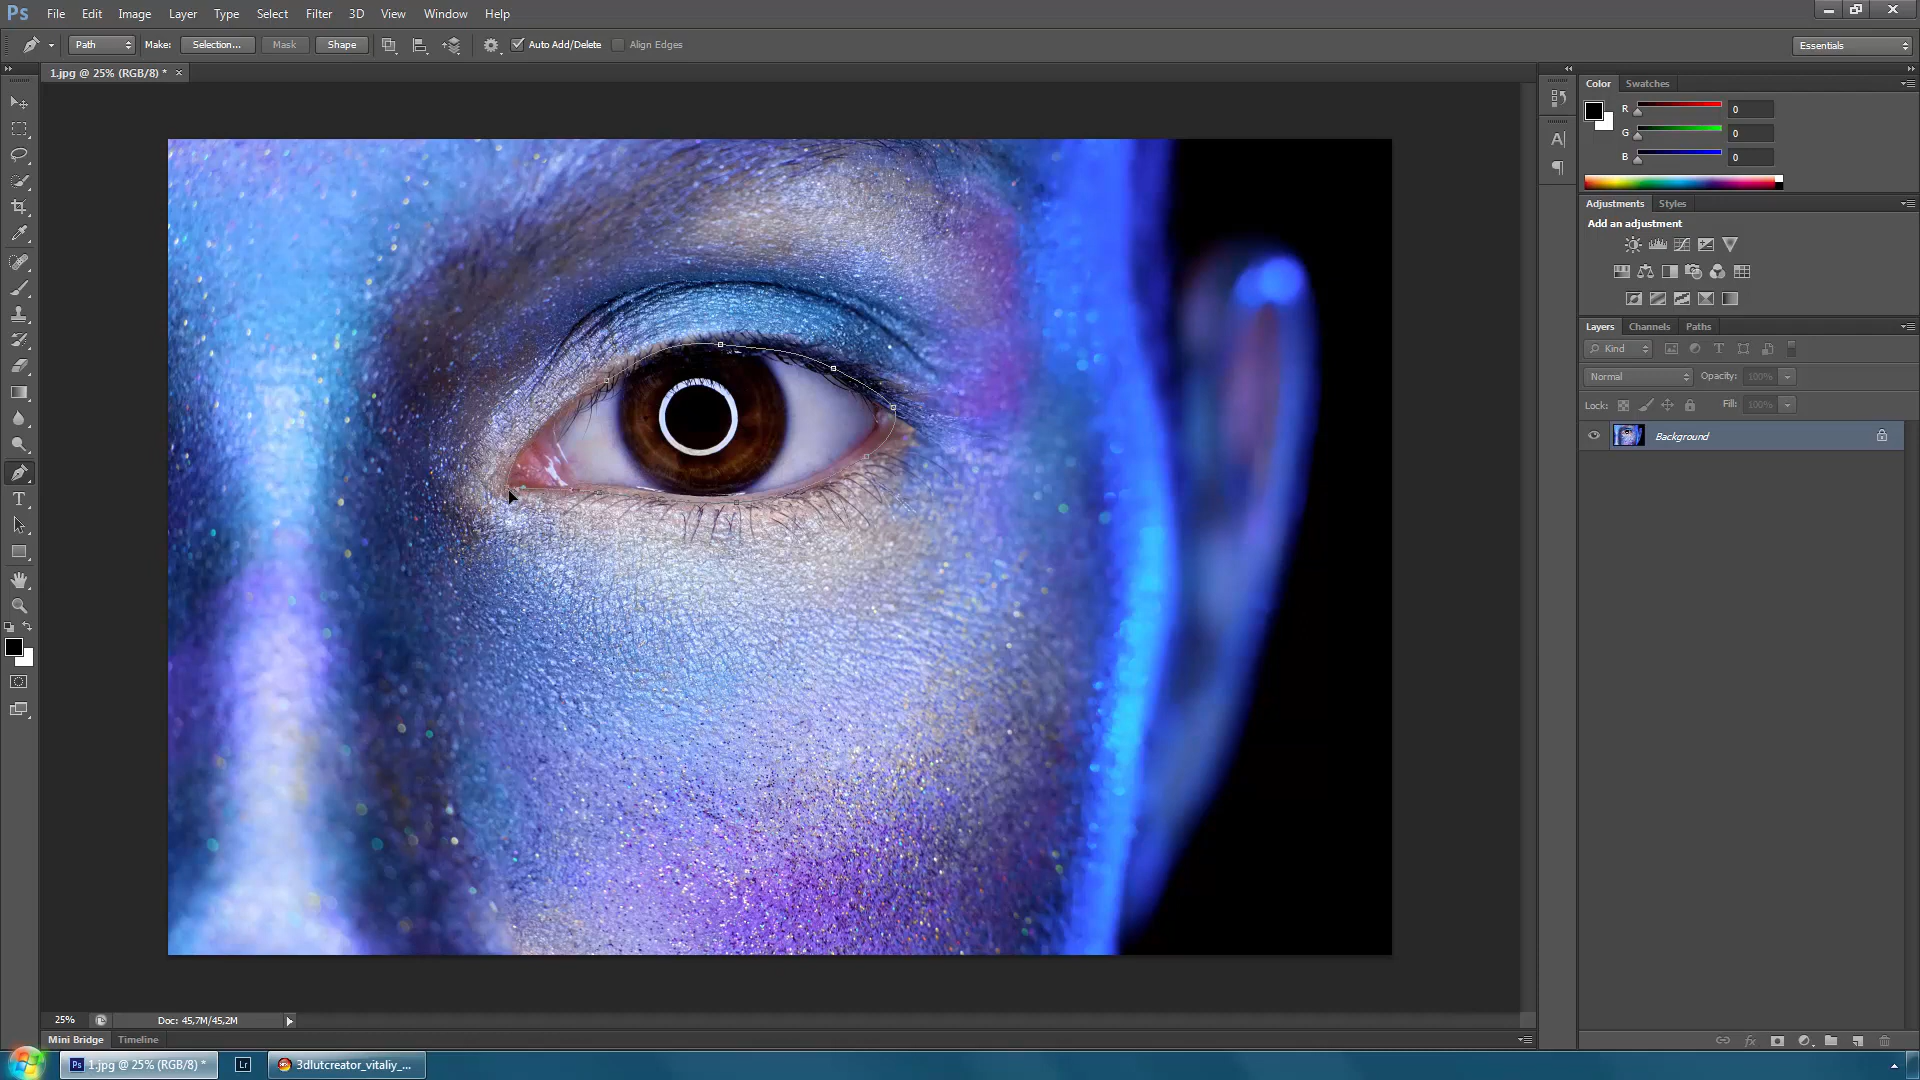 Ps File Edit Image Layer Type Select Filter 3D View Window Help
Path Make: Selection... Mask Shape Auto Add/Delete Align Edges Essentials
1.jpg @ 25% (RGB/8) * ×
Color Swatches
R 0
G 0
B 0
Adjustments Styles
Add an adjustment
Layers Channels Paths
Kind
Normal Opacity: 100%
Lock: Fill: 100%
Background
25% Doc: 45,7M/45,2M
Mini Bridge Timeline
Ps 1.jpg @ 25% (RGB/8) * Lr 3dlutcreator_vitaliy_...